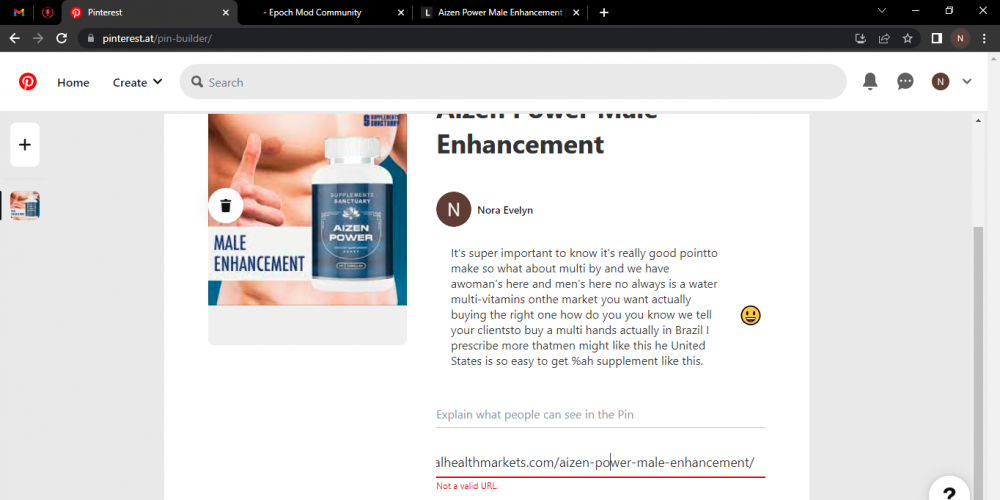 Pinterest
- Epoch Mod Community
L Aizen Power Male Enhancement |
N
pinterest.at/pin-builder/
Home
Create
Search
N
SUPPLEMENTS
SANCTUARY
SUPPLEMENTS
SANCTUARY
AIZEN
POWER
MALE
ENHANCEMENT
Aizen Power Male
Enhancement
N
Nora Evelyn
It's super important to know it's really good pointto
make so what about multi by and we have
awoman's here and men's here no always is a water
multi-vitamins onthe market you want actually
buying the right one how do you you know we tell
your clientsto buy a multi hands actually in Brazil I
prescribe more thatmen might like this he United
States is so easy to get %ah supplement like this.
Explain what people can see in the Pin
alhealthmarkets.com/aizen-power-male-enhancement/
Not a valid URL.
?